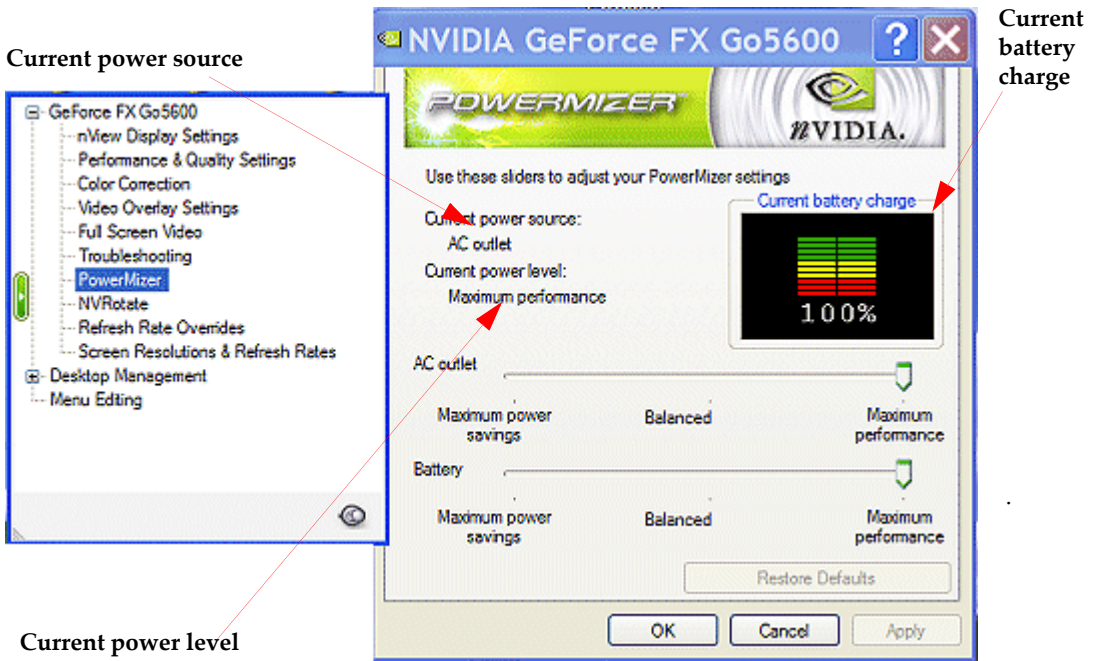 Current power source
Current
battery
charge
NVIDIA GeForce FX Go5600
POWERMIZER
nVIDIA.
GeForce FX Go5600
nView Display Settings
Performance & Quality Settings
Color Correction
Video Overlay Settings
Full Screen Video
Troubleshooting
PowerMizer
NVRotate
Refresh Rate Overrides
Screen Resolutions & Refresh Rates
Desktop Management
Menu Editing
Use these sliders to adjust your PowerMizer settings
Current power source:
AC outlet
Current power level:
Maximum performance
Current battery charge
100%
AC outlet
Maximum power savings
Balanced
Maximum performance
Battery
Maximum power savings
Balanced
Maximum performance
Restore Defaults
OK
Cancel
Apply
Current power level